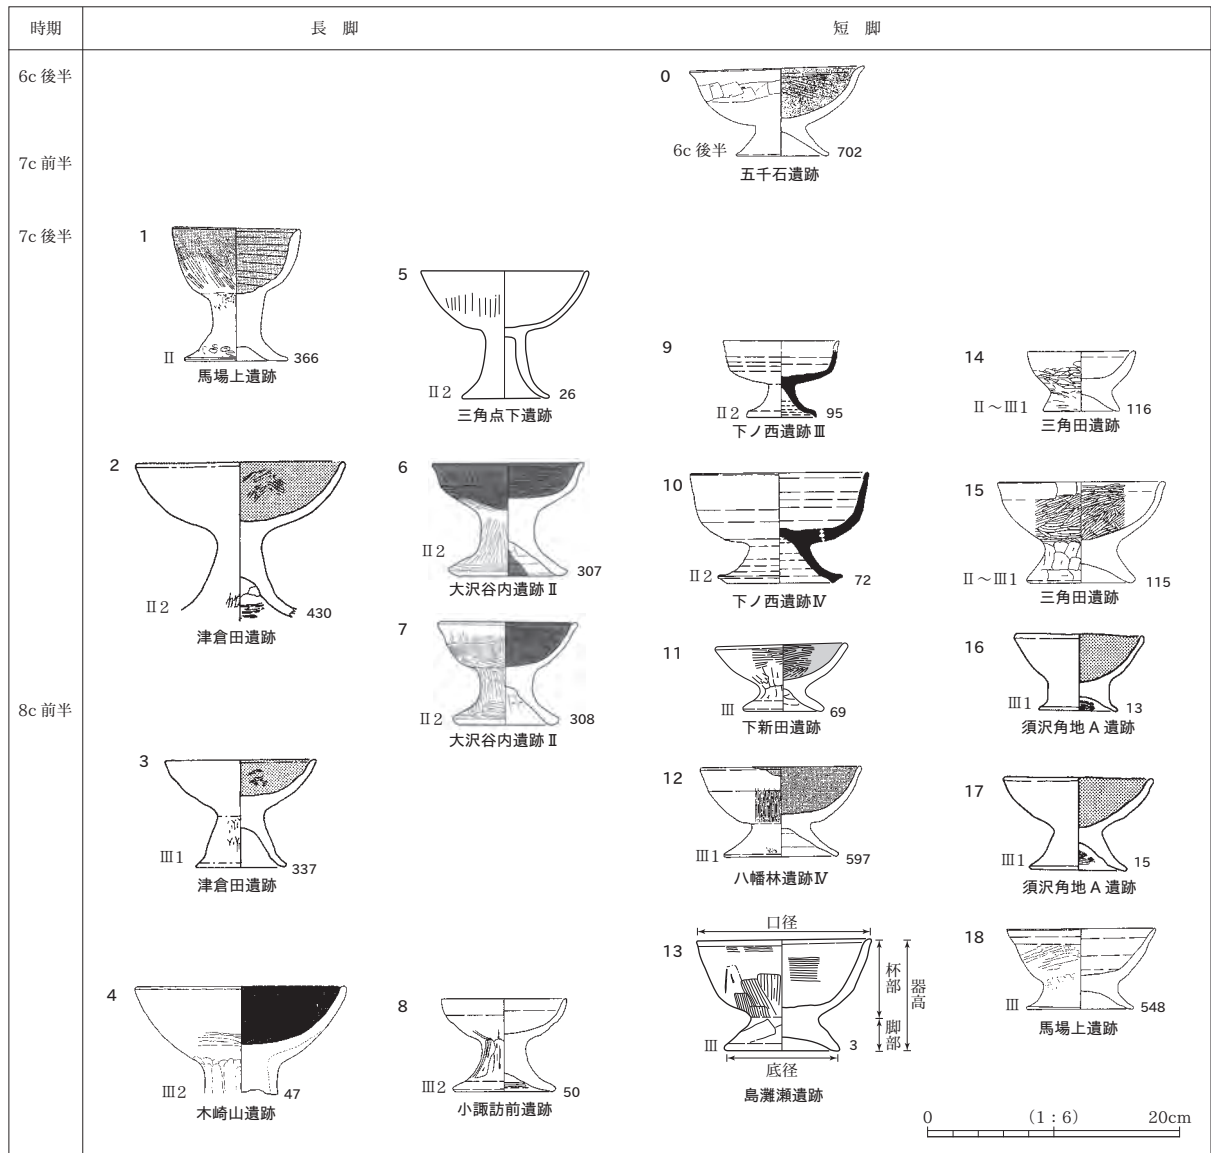 時期
長 脚
短 脚
6c 後半
7c 前半
7c 後半
8c 前半
1
Ⅱ
366
馬場上遺跡
2
Ⅱ2
430
津倉田遺跡
3
Ⅲ1
337
津倉田遺跡
4
Ⅲ2
47
木崎山遺跡
5
Ⅱ2
26
三角点下遺跡
6
Ⅱ2
307
大沢谷内遺跡Ⅱ
7
Ⅱ2
308
大沢谷内遺跡Ⅱ
8
Ⅲ2
50
小諏訪前遺跡
0
6c 後半
702
五千石遺跡
9
Ⅱ2
95
下ノ西遺跡Ⅲ
10
Ⅱ2
72
下ノ西遺跡Ⅳ
11
Ⅲ
69
下新田遺跡
12
Ⅲ1
597
八幡林遺跡Ⅳ
13
口径
杯部
脚部
器高
Ⅲ
3
底径
島灘瀬遺跡
14
Ⅱ～Ⅲ1
116
三角田遺跡
15
Ⅱ～Ⅲ1
115
三角田遺跡
16
Ⅲ1
13
須沢角地 A 遺跡
17
Ⅲ1
15
須沢角地 A 遺跡
18
Ⅲ
548
馬場上遺跡
0 (1：6) 20cm